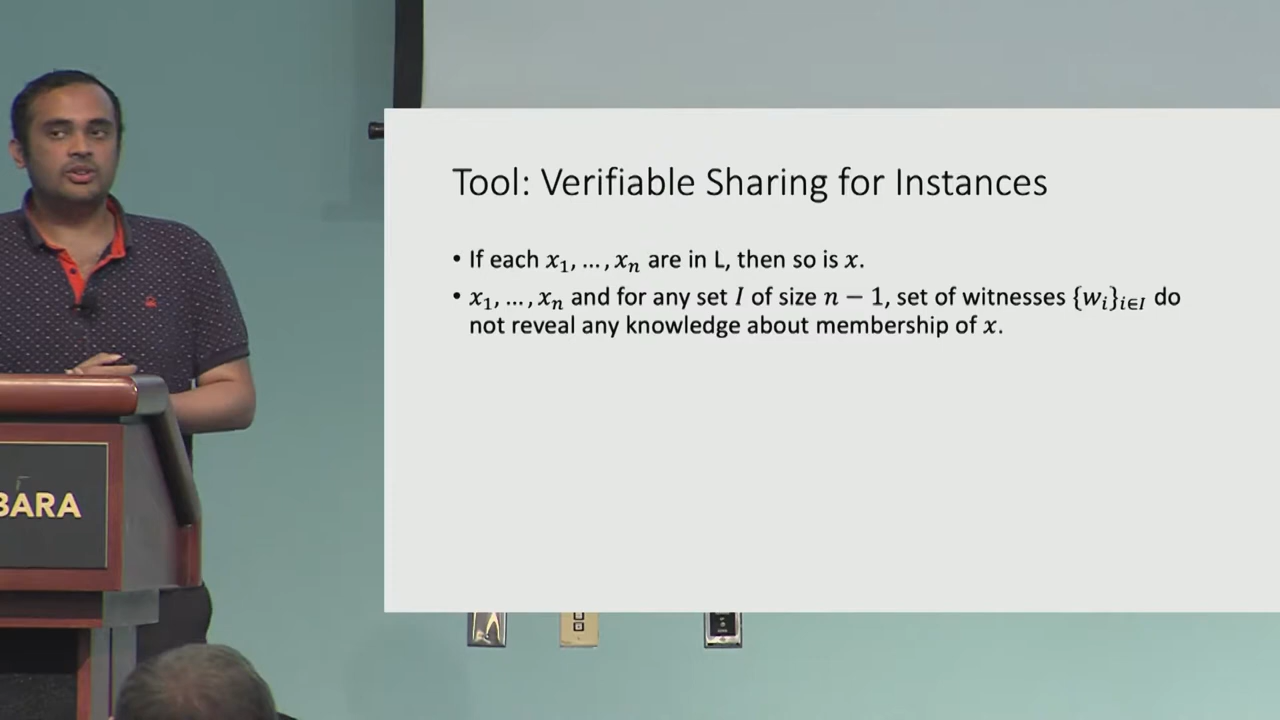 Tool: Verifiable Sharing for Instances
• If each x₁, ..., xₙ are in L, then so is x.
• x₁, ..., xₙ and for any set I of size n − 1, set of witnesses {wᵢ}ᵢ∈I do
not reveal any knowledge about membership of x.
BARA